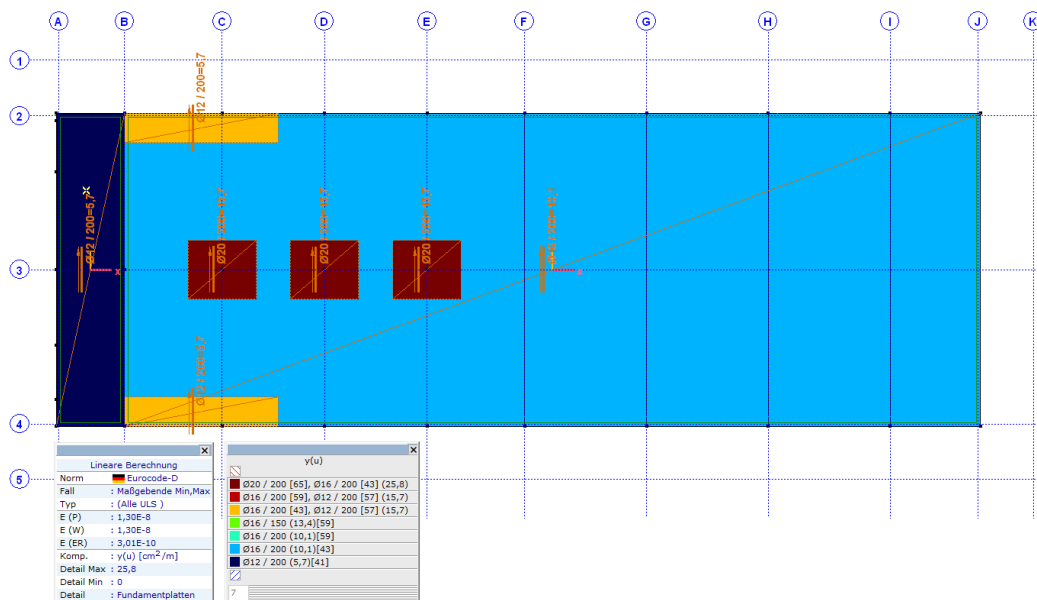 A B C D E F G H I J K
1
2
3
4
5
Ø12 / 200=5,7
Ø12 / 200=5,7
x
x
Lineare Berechnung
Norm Eurocode-D
Fall : Maßgebende Min,Max
Typ : (Alle ULS )
E (P) : 1,30E-8
E (W) : 1,30E-8
E (ER) : 3,01E-10
Komp. : y(u) [cm²/m]
Detail Max : 25,8
Detail Min : 0
Detail : Fundamentplatten
y(u)
Ø20 / 200 [65], Ø16 / 200 [43] (25,8)
Ø16 / 200 [59], Ø12 / 200 [57] (15,7)
Ø16 / 200 [43], Ø12 / 200 [57] (15,7)
Ø16 / 150 (13,4)[59]
Ø16 / 200 (10,1)[59]
Ø16 / 200 (10,1)[43]
Ø12 / 200 (5,7)[41]
7